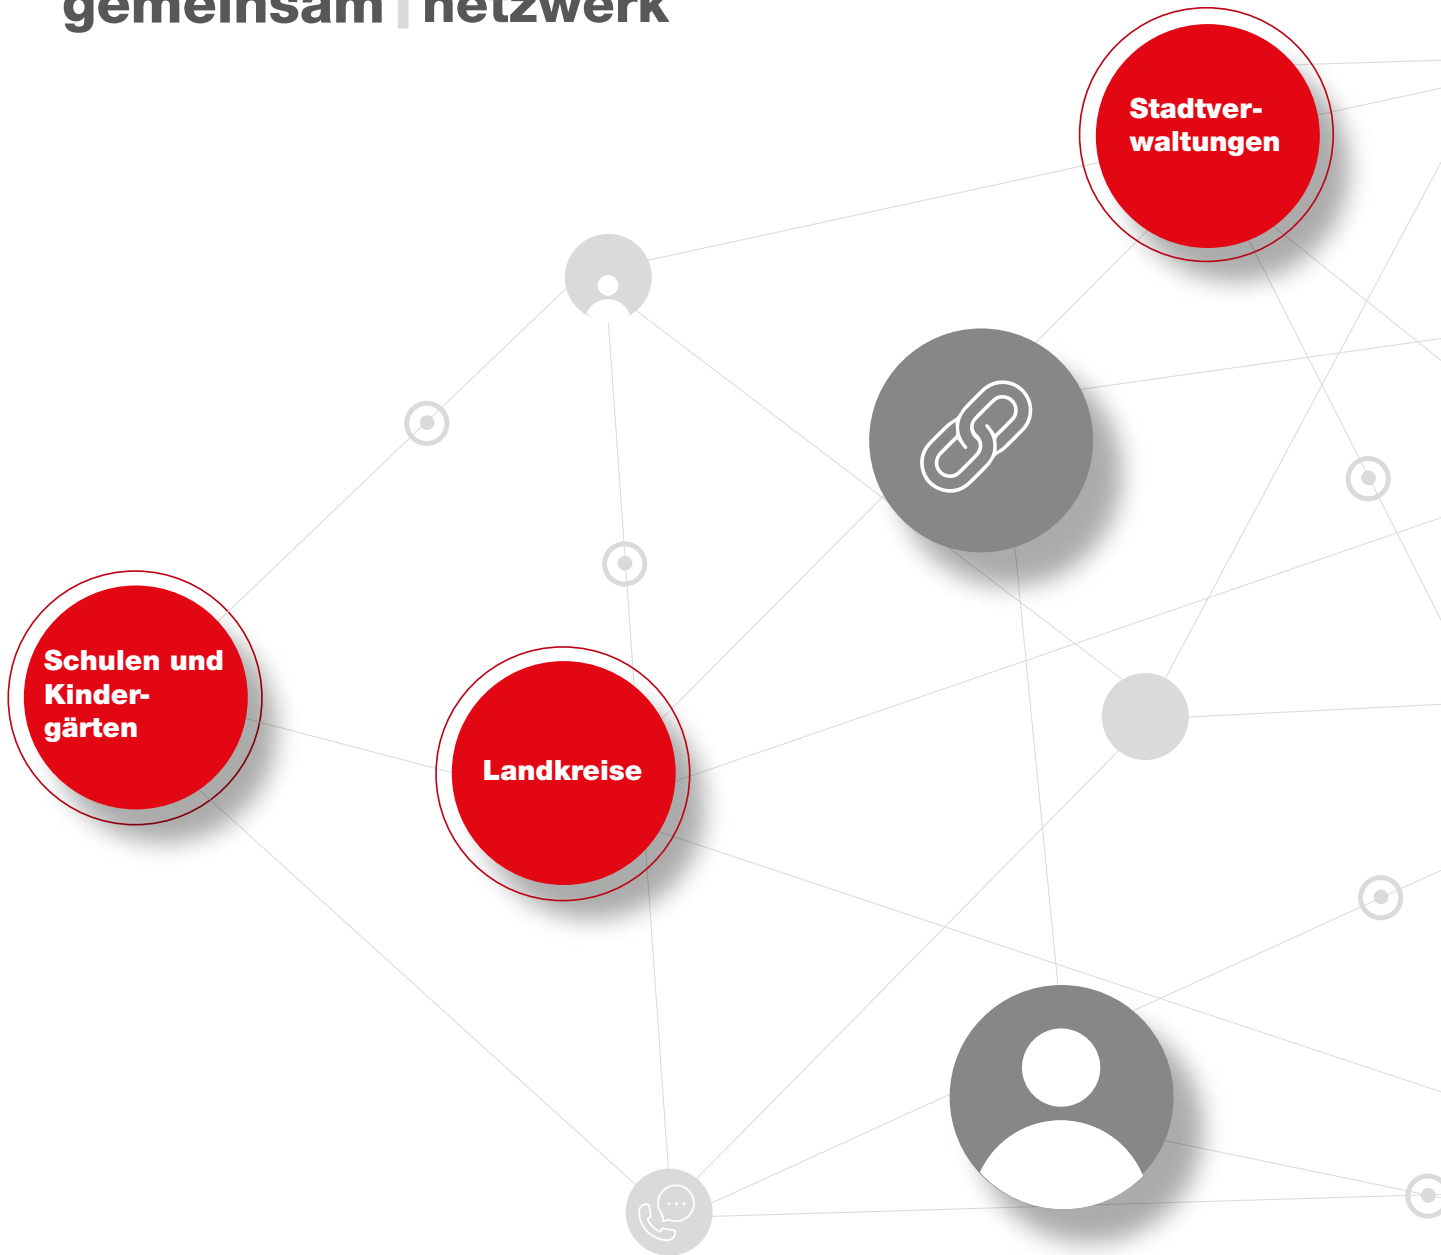 gemeinsam | netzwerk
Stadtver-
waltungen
Schulen und
Kinder-
gärten
Landkreise